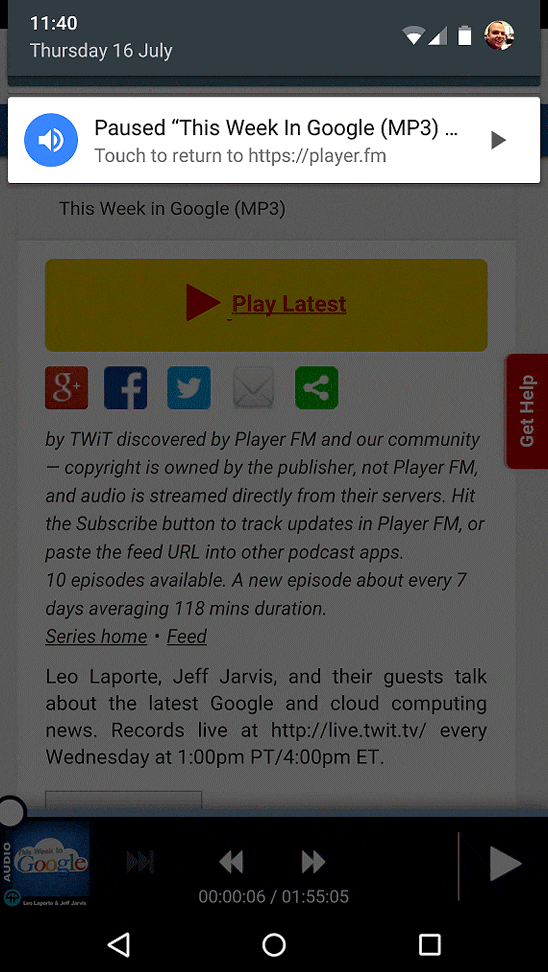 11:40
Thursday 16 July
Paused “This Week In Google (MP3) ...
Touch to return to https://player.fm
This Week in Google (MP3)
Play Latest
g+
f
Get Help
by TWiT discovered by Player FM and our community
— copyright is owned by the publisher, not Player FM,
and audio is streamed directly from their servers. Hit
the Subscribe button to track updates in Player FM, or
paste the feed URL into other podcast apps.
10 episodes available. A new episode about every 7
days averaging 118 mins duration.
Series home • Feed
Leo Laporte, Jeff Jarvis, and their guests talk
about the latest Google and cloud computing
news. Records live at http://live.twit.tv/ every
Wednesday at 1:00pm PT/4:00pm ET.
AUDIO
This Week In
Google
Leo Laporte & Jeff Jarvis
00:00:06 / 01:55:05